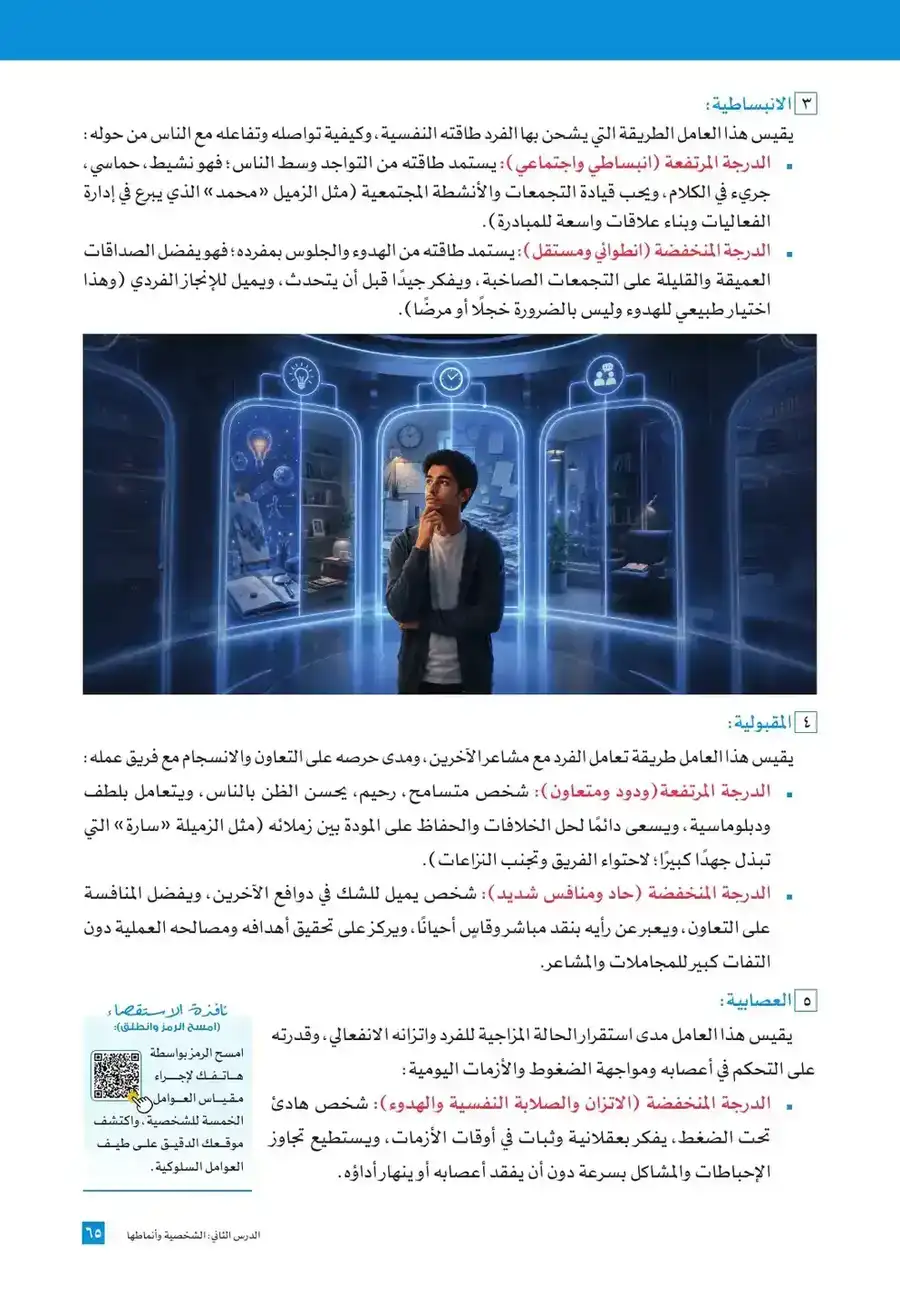 ٣ الانبساطية:
يقيس هذا العامل الطريقة التي يشحن بها الفرد طاقته النفسية، وكيفية تواصله وتفاعله مع الناس من حوله:
▪ الدرجة المرتفعة (انبساطي واجتماعي): يستمد طاقته من التواجد وسط الناس؛ فهو نشيط، حماسي،
جريء في الكلام، ويحب قيادة التجمعات والأنشطة المجتمعية (مثل الزميل «محمد» الذي يبرع في إدارة
الفعاليات وبناء علاقات واسعة للمبادرة).
▪ الدرجة المنخفضة (انطوائي ومستقل): يستمد طاقته من الهدوء والجلوس بمفرده؛ فهو يفضل الصداقات
العميقة والقليلة على التجمعات الصاخبة، ويفكر جيدًا قبل أن يتحدث، ويميل للإنجاز الفردي (وهذا
اختيار طبيعي للهدوء وليس بالضرورة خجلًا أو مرضًا).
٤ المقبولية:
يقيس هذا العامل طريقة تعامل الفرد مع مشاعر الآخرين، ومدى حرصه على التعاون والانسجام مع فريق عمله:
▪ الدرجة المرتفعة (ودود ومتعاون): شخص متسامح، رحيم، يحسن الظن بالناس، ويتعامل بلطف
ودبلوماسية، ويسعى دائمًا لحل الخلافات والحفاظ على المودة بين زملائه (مثل الزميلة «سارة» التي
تبذل جهدًا كبيرًا؛ لاحتواء الفريق وتجنب النزاعات).
▪ الدرجة المنخفضة (حاد ومنافس شديد): شخص يميل للشك في دوافع الآخرين، ويفضل المنافسة
على التعاون، ويعبر عن رأيه بنقد مباشر وقاسٍ أحيانًا، ويركز على تحقيق أهدافه ومصالحه العملية دون
التفات كبير للمجاملات والمشاعر.
٥ العصابية:
يقيس هذا العامل مدى استقرار الحالة المزاجية للفرد واتزانه الانفعالي، وقدرته
على التحكم في أعصابه ومواجهة الضغوط والأزمات اليومية:
▪ الدرجة المنخفضة (الاتزان والصلابة النفسية والهدوء): شخص هادئ
تحت الضغط، يفكر بعقلانية وثبات في أوقات الأزمات، ويستطيع تجاوز
الإحباطات والمشاكل بسرعة دون أن يفقد أعصابه أو ينهار أداؤه.
نافذة الاستقصاء
(امسح الرمز وانطلق):
امسح الرمز بواسطة
هاتفك لإجراء
مقياس العوامل
الخمسة للشخصية، واكتشف
موقعك الدقيق على طيف
العوامل السلوكية.
الدرس الثاني: الشخصية وأنماطها
٦٥